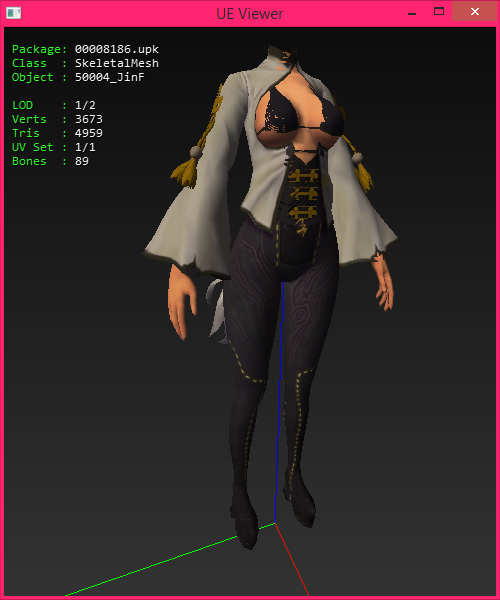 UE Viewer
Package: 00008186.upk
Class  : SkeletalMesh
Object : 50004_JinF
LOD    : 1/2
Verts  : 3673
Tris   : 4959
UV Set : 1/1
Bones  : 89